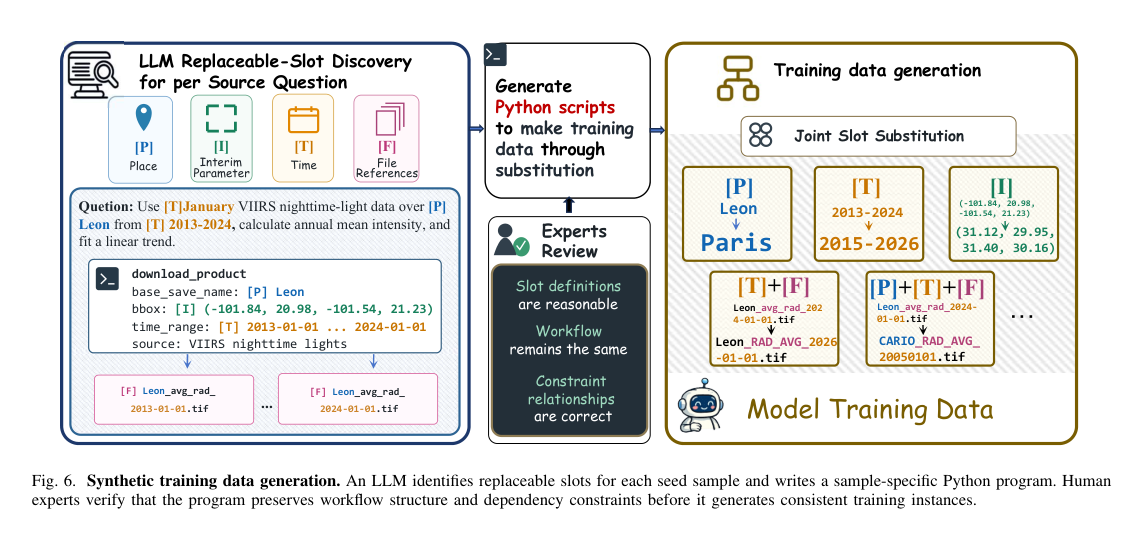 LLM Replaceable-Slot Discovery
for per Source Question
[P]
Place
[I]
Interim
Parameter
[T]
Time
[F]
File
References
Quetion: Use [T]January VIIRS nighttime-light data over [P]
Leon from [T] 2013-2024, calculate annual mean intensity, and
fit a linear trend.
download_product
base_save_name: [P] Leon
bbox: [I] (-101.84, 20.98, -101.54, 21.23)
time_range: [T] 2013-01-01 ... 2024-01-01
source: VIIRS nighttime lights
[F] Leon_avg_rad_
2013-01-01.tif
...
[F] Leon_avg_rad_
2024-01-01.tif
Generate
Python scripts
to make training
data through
substitution
Experts
Review
Slot definitions
are reasonable
Workflow
remains the same
Constraint
relationships
are correct
Training data generation
Joint Slot Substitution
[P]
Leon
Paris
[T]
2013-2024
2015-2026
[I]
(-101.84, 20.98,
-101.54, 21.23)
(31.12, 29.95,
31.40, 30.16)
[T]+[F]
Leon_avg_rad_202
4-01-01.tif
Leon_RAD_AVG_2026
-01-01.tif
[P]+[T]+[F]
Leon_avg_rad_2024-
01-01.tif
CARIO_RAD_AVG_
20050101.tif
...
Model Training Data
Fig. 6. Synthetic training data generation. An LLM identifies replaceable slots for each seed sample and writes a sample-specific Python program. Human
experts verify that the program preserves workflow structure and dependency constraints before it generates consistent training instances.